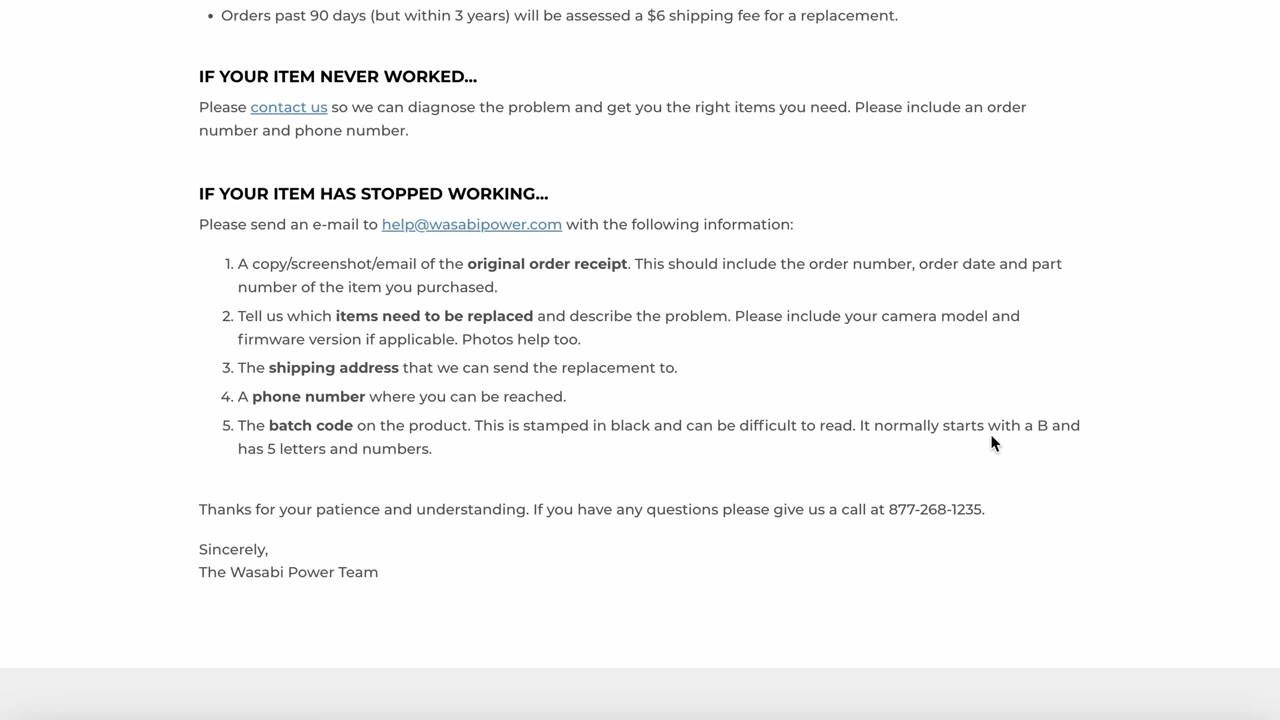 • Orders past 90 days (but within 3 years) will be assessed a $6 shipping fee for a replacement.
IF YOUR ITEM NEVER WORKED...
Please contact us so we can diagnose the problem and get you the right items you need. Please include an order
number and phone number.
IF YOUR ITEM HAS STOPPED WORKING...
Please send an e-mail to help@wasabipower.com with the following information:
1. A copy/screenshot/email of the original order receipt. This should include the order number, order date and part
number of the item you purchased.
2. Tell us which items need to be replaced and describe the problem. Please include your camera model and
firmware version if applicable. Photos help too.
3. The shipping address that we can send the replacement to.
4. A phone number where you can be reached.
5. The batch code on the product. This is stamped in black and can be difficult to read. It normally starts with a B and
has 5 letters and numbers.
Thanks for your patience and understanding. If you have any questions please give us a call at 877-268-1235.
Sincerely,
The Wasabi Power Team